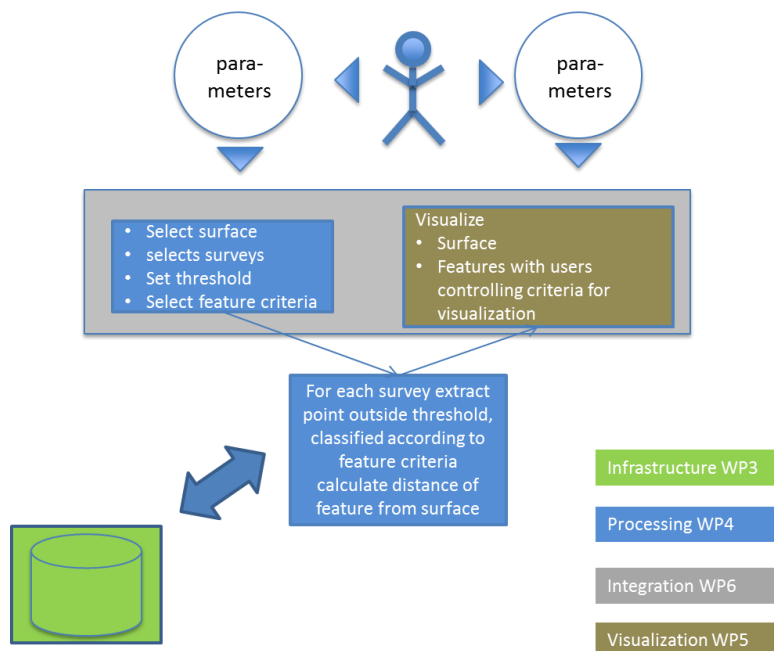 para-
meters
para-
meters
• Select surface
• selects surveys
• Set threshold
• Select feature criteria
Visualize
• Surface
• Features with users
controlling criteria for
visualization
For each survey extract
point outside threshold,
classified according to
feature criteria
calculate distance of
feature from surface
Infrastructure WP3
Processing WP4
Integration WP6
Visualization WP5